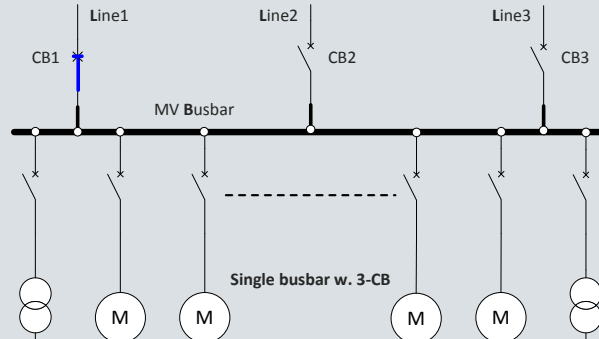 Line1
Line2
Line3
CB1
CB2
CB3
MV Busbar
Single busbar w. 3-CB
M
M
M
M